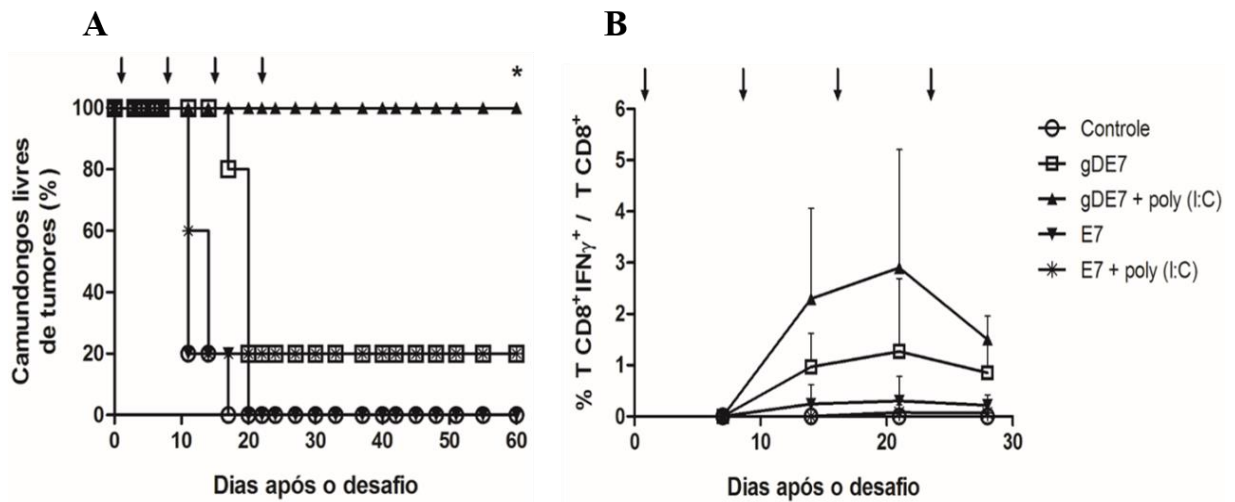 A
B
*
Camundongos livres
de tumores (%)
100
80
60
40
20
0
0 10 20 30 40 50 60
Dias após o desafio
% T CD8⁺IFNγ⁺ / T CD8⁺
6
5
4
3
2
1
0
0 10 20 30
Dias após o desafio
Controle
gDE7
gDE7 + poly (I:C)
E7
E7 + poly (I:C)